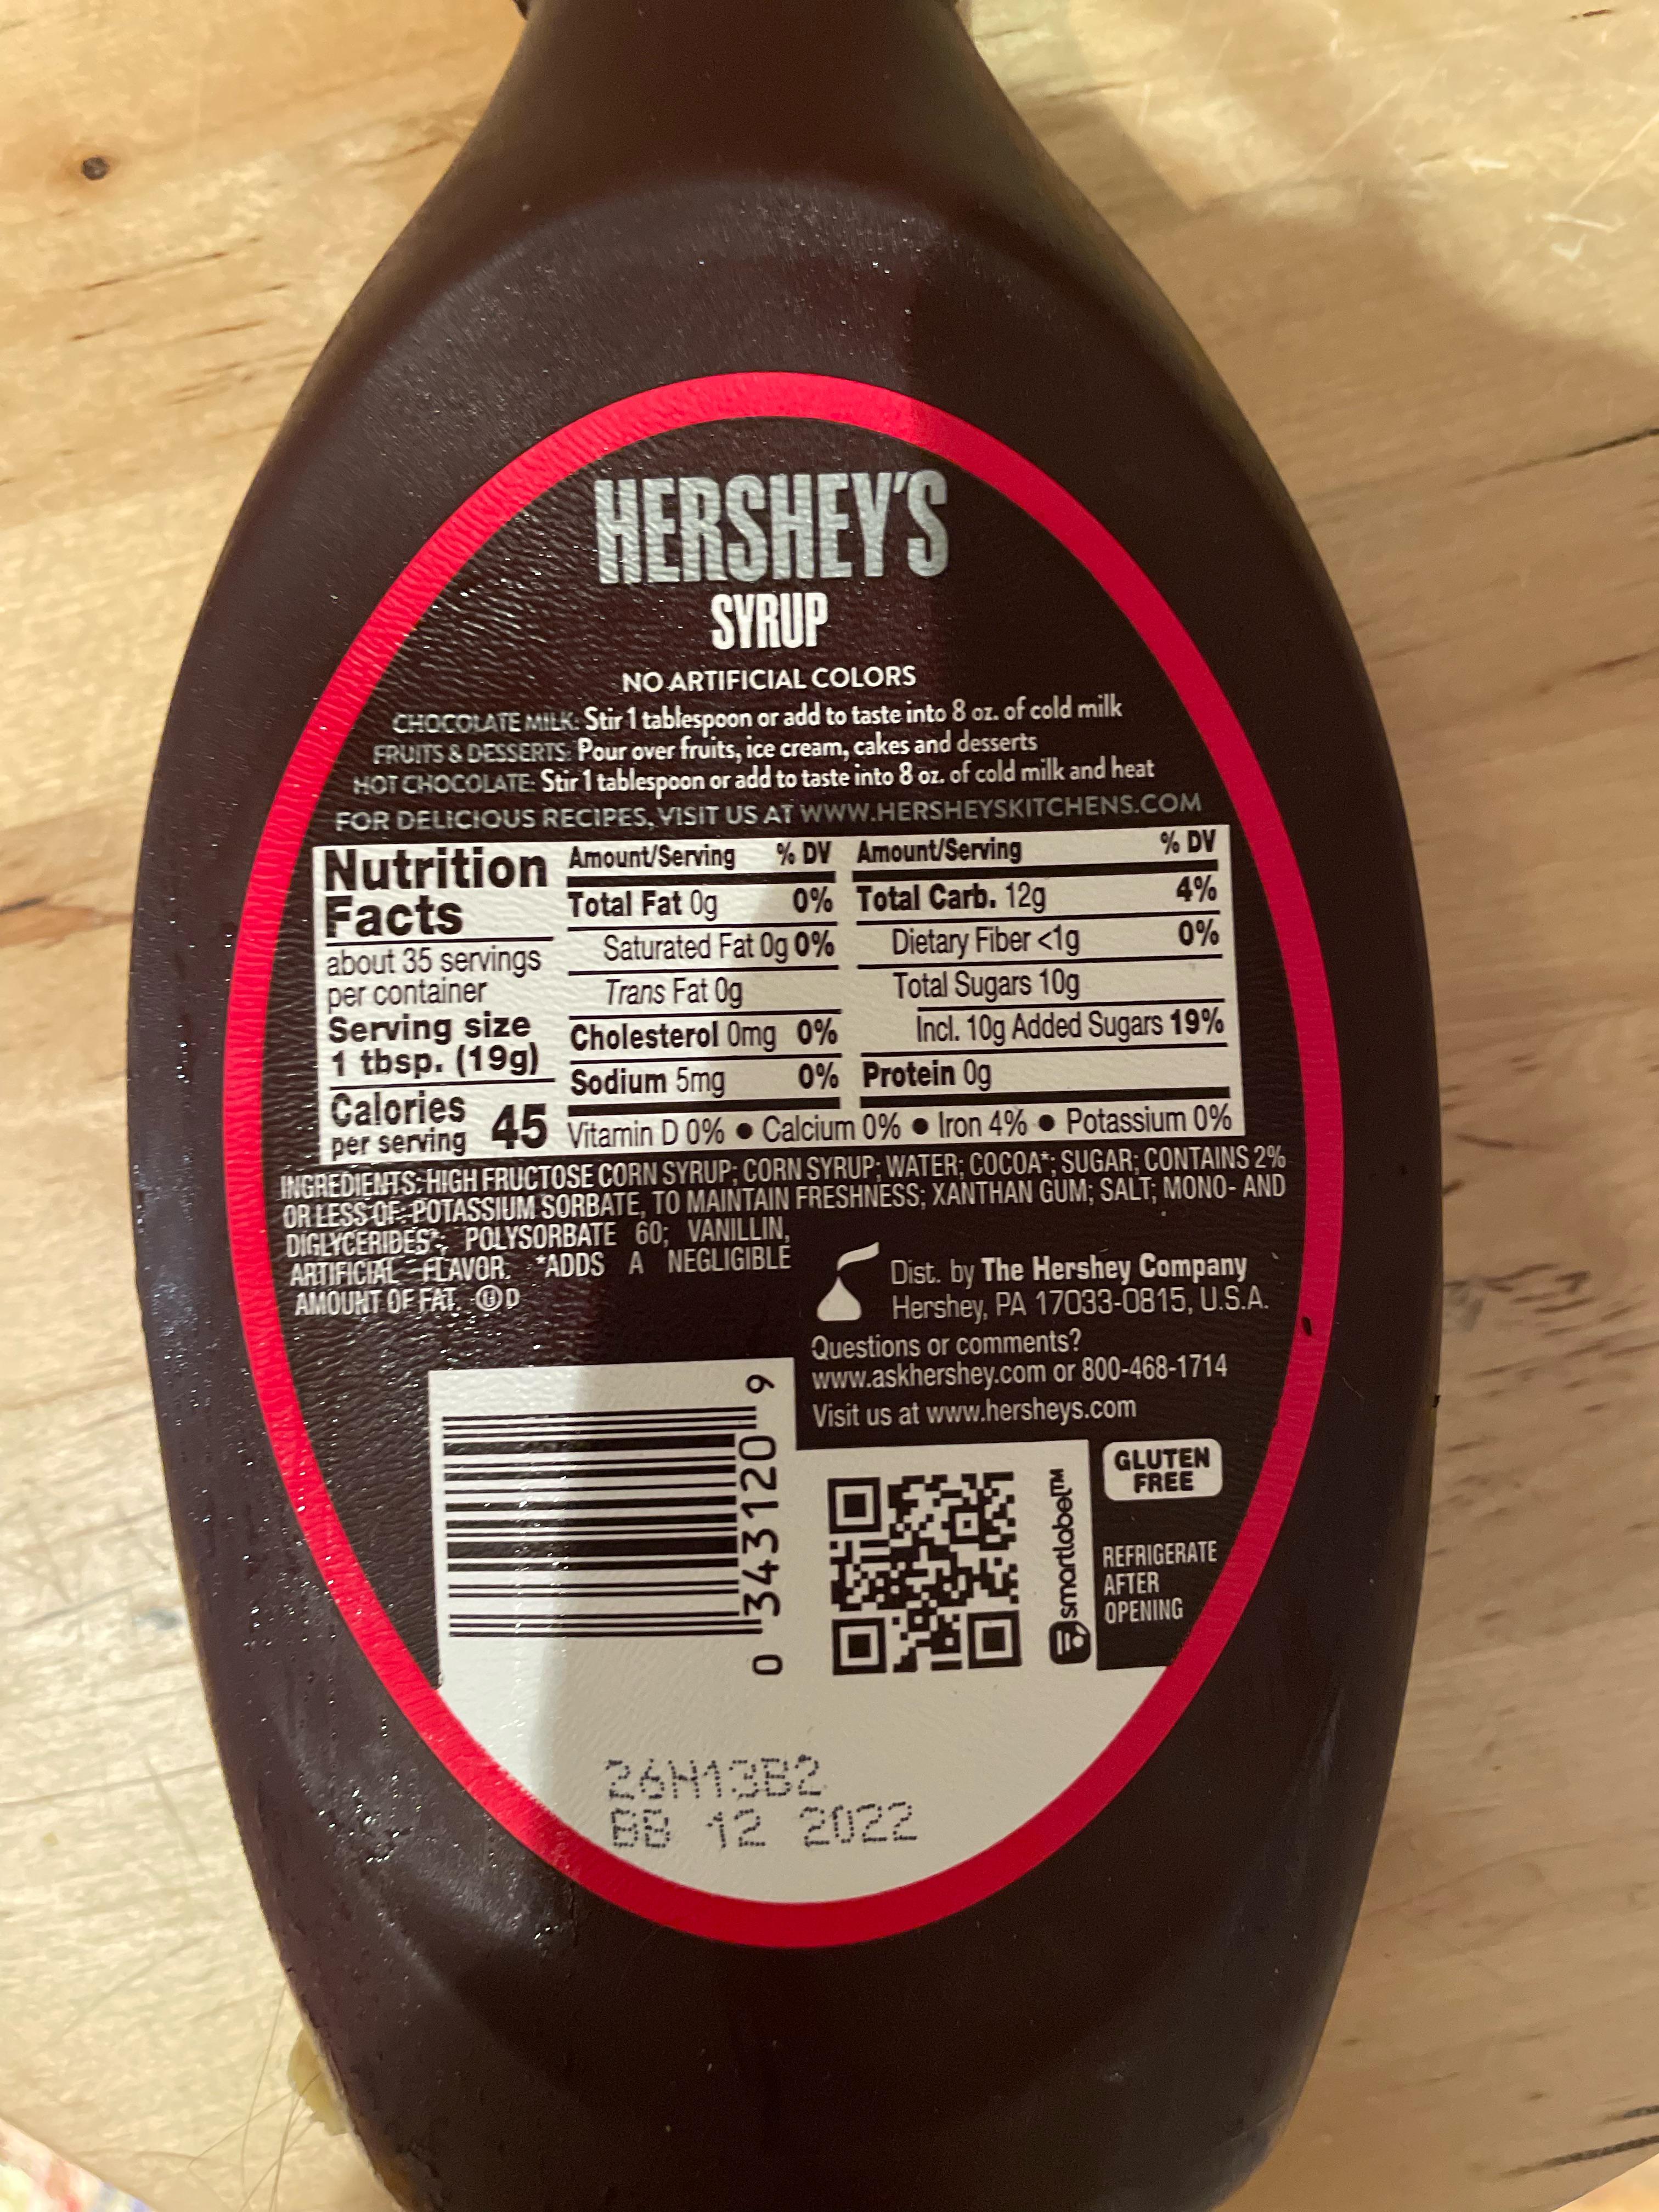 HERSHEY'S
SYRUP
NO ARTIFICIAL COLORS
CHOCOLATE MILK: Stir 1 tablespoon or add to taste into 8 oz. of cold milk
FRUITS & DESSERTS: Pour over fruits, ice cream, cakes and desserts
HOT CHOCOLATE: Stir 1 tablespoon or add to taste into 8 oz. of cold milk and heat
FOR DELICIOUS RECIPES, VISIT US AT WWW.HERSHEYSKITCHENS.COM
Nutrition
Facts
about 35 servings
per container
Serving size
1 tbsp. (19g)
Calories
per serving 45
Amount/Serving % DV
Total Fat 0g 0%
Saturated Fat 0g 0%
Trans Fat 0g
Cholesterol 0mg 0%
Sodium 5mg 0%
Amount/Serving % DV
Total Carb. 12g 4%
Dietary Fiber <1g 0%
Total Sugars 10g
Incl. 10g Added Sugars 19%
Protein 0g
Vitamin D 0% ● Calcium 0% ● Iron 4% ● Potassium 0%
INGREDIENTS: HIGH FRUCTOSE CORN SYRUP; CORN SYRUP; WATER; COCOA*; SUGAR; CONTAINS 2%
OR LESS OF: POTASSIUM SORBATE, TO MAINTAIN FRESHNESS; XANTHAN GUM; SALT; MONO- AND
DIGLYCERIDES*; POLYSORBATE 60; VANILLIN,
ARTIFICIAL FLAVOR. *ADDS A NEGLIGIBLE
AMOUNT OF FAT. ⓊD
Dist. by The Hershey Company
Hershey, PA 17033-0815, U.S.A.
Questions or comments?
www.askhershey.com or 800-468-1714
Visit us at www.hersheys.com
0 343120 9
smartlabel™
GLUTEN
FREE
REFRIGERATE
AFTER
OPENING
26H13B2
BB 12 2022